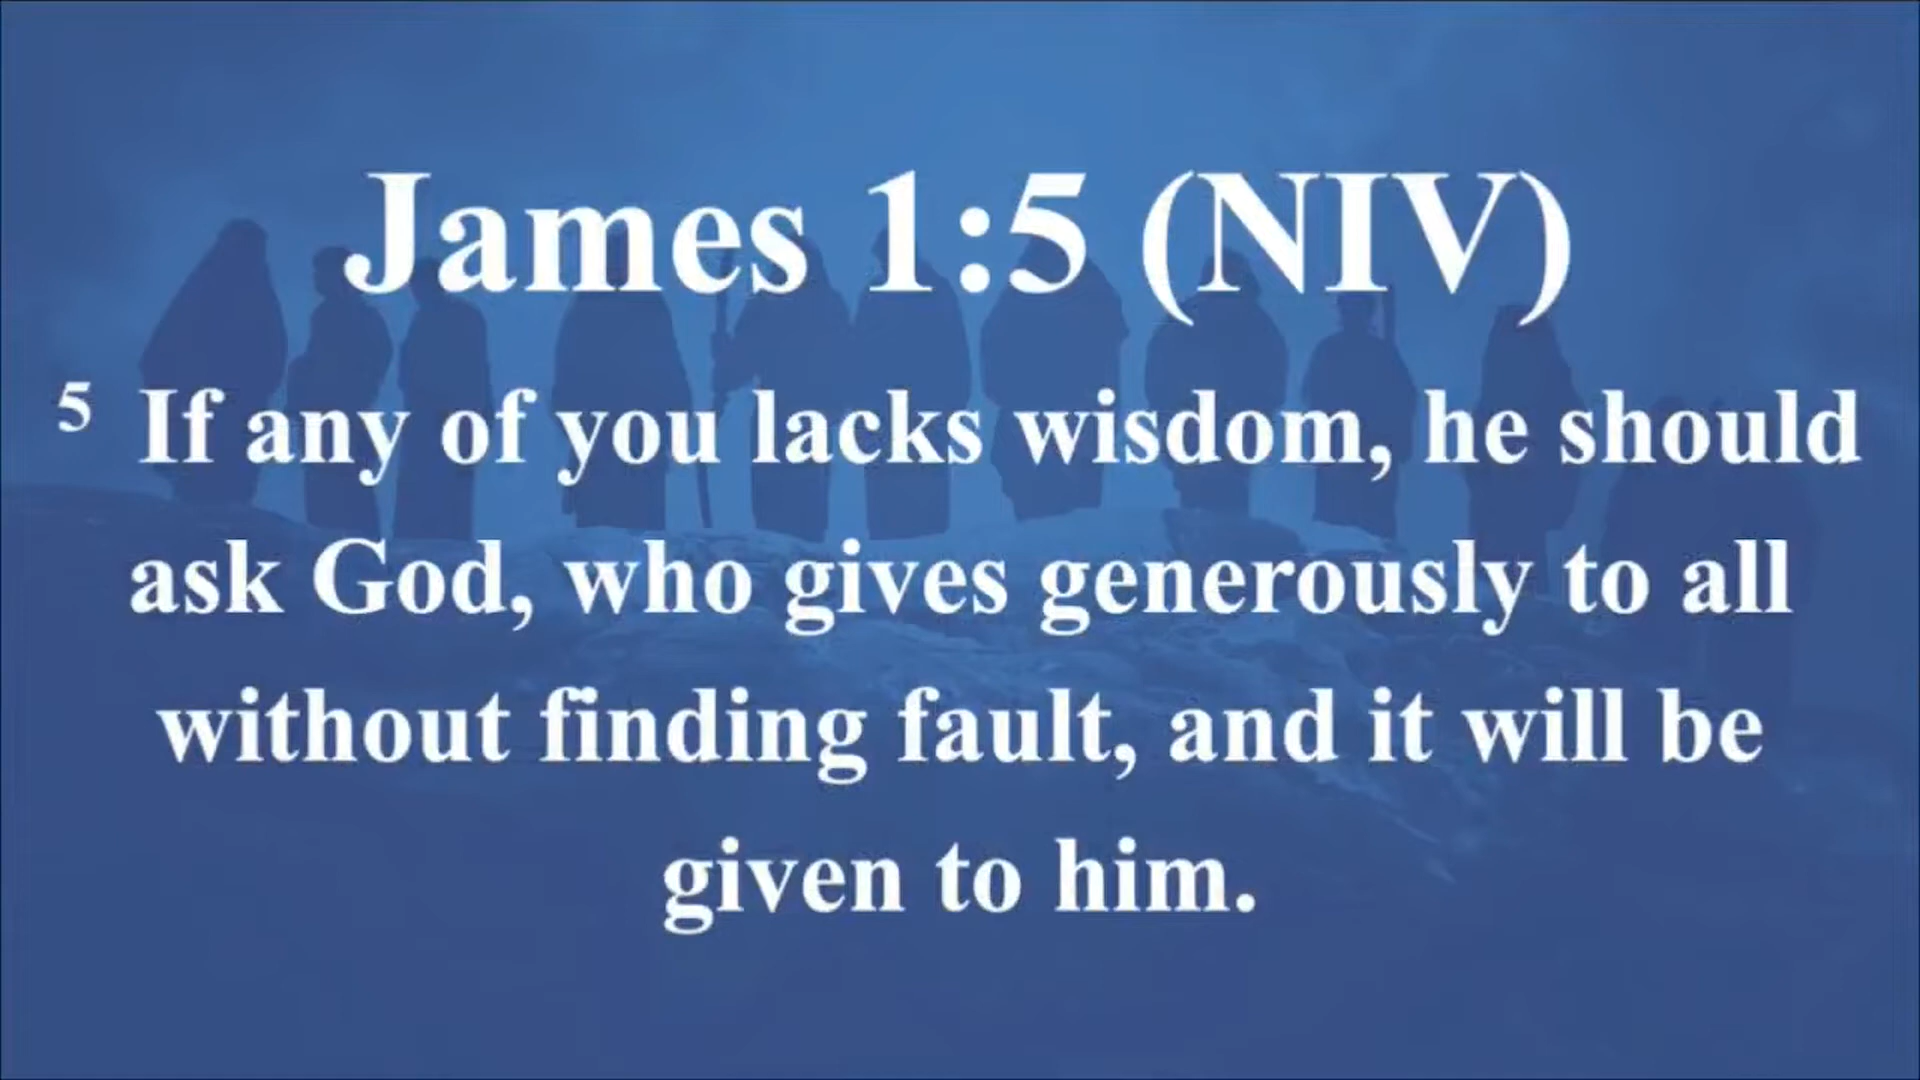 James 1:5 (NIV)
5 If any of you lacks wisdom, he should
ask God, who gives generously to all
without finding fault, and it will be
given to him.